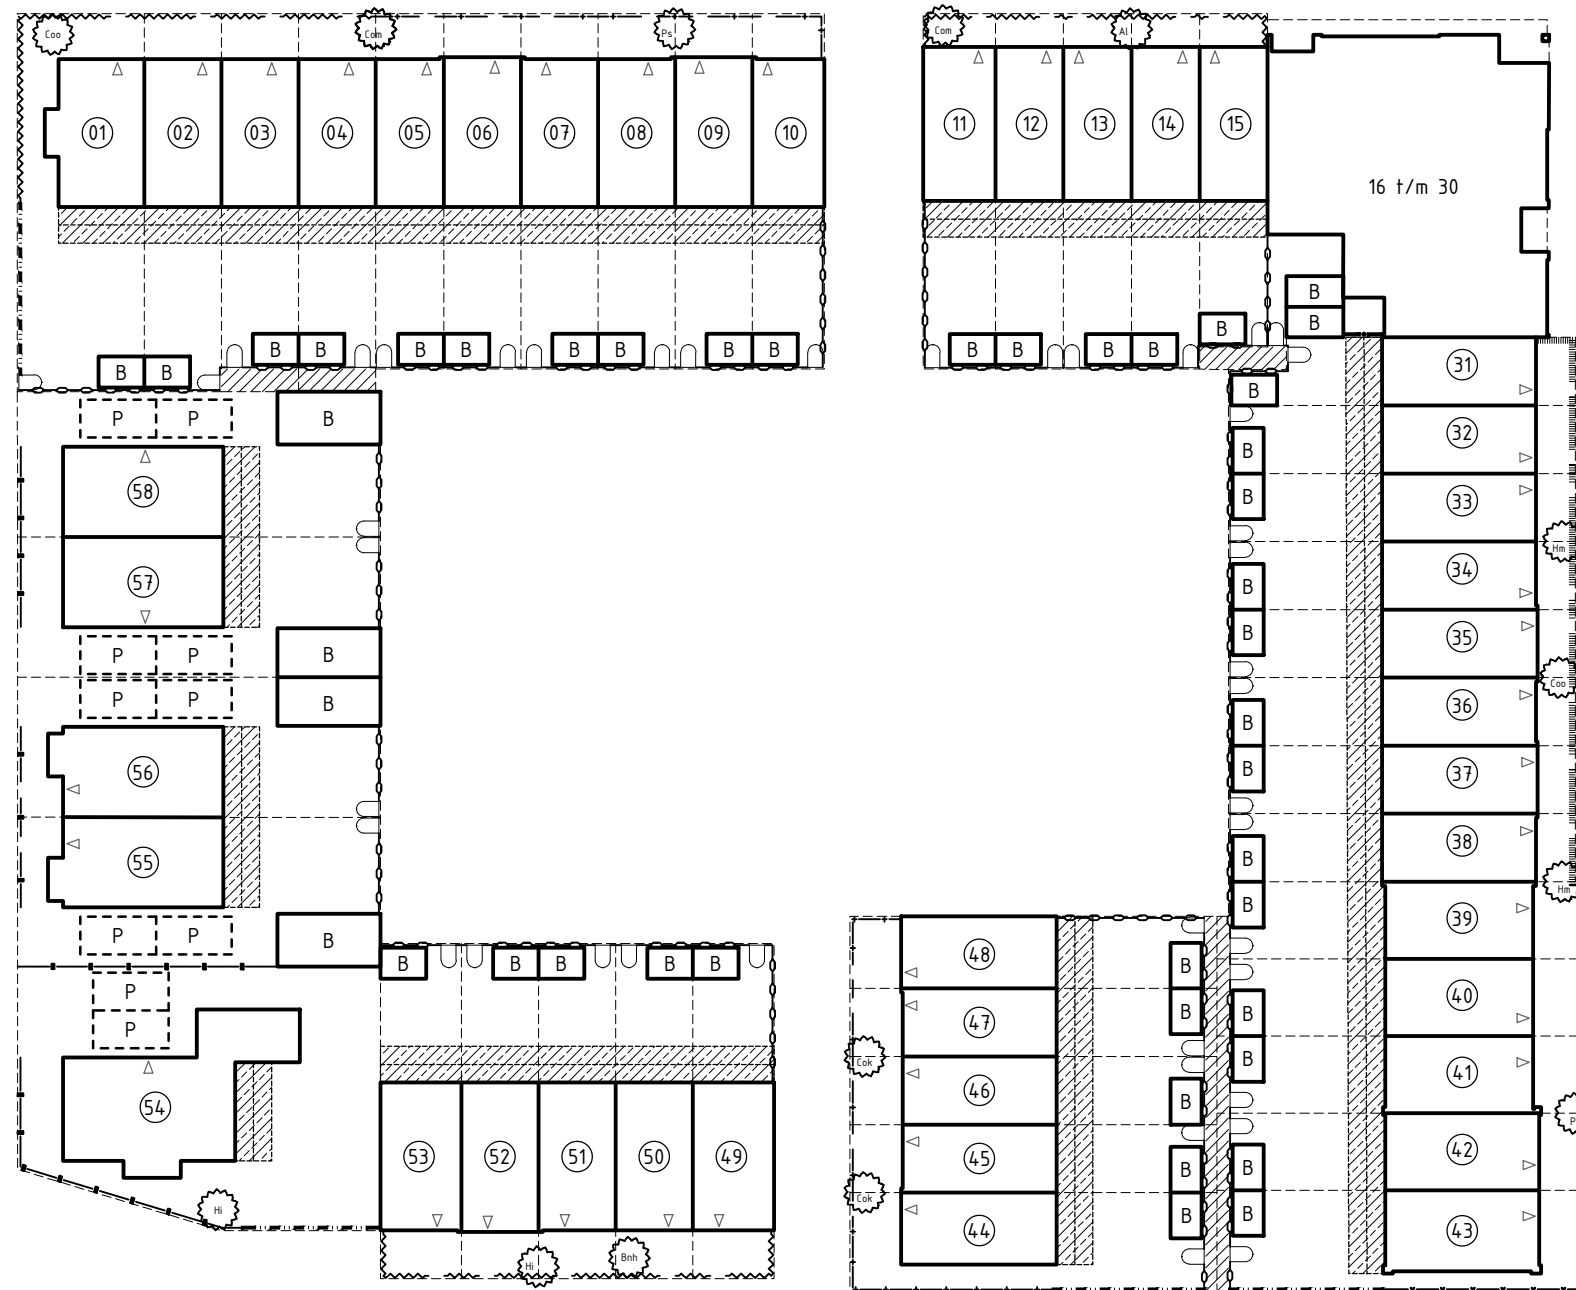 Coo Com Ps Com Al
01 02 03 04 05 06 07 08 09 10 11 12 13 14 15
16 t/m 30
B
B
B
B B B B B B B B B B B B
B B
P P B B
31
32
B
58
B 33
Hm
B 34
57
B 35
P P B
Coo
P P B
B 36
56
B 37
B 38
55
Hm
B 39
P P B
B B B B B
48 B
P
B B 40
P
47
Cok
B 41
54
46 B
P
53 52 51 50 49
45 B B 42
Cok
Hi
B B 43
44
Hi Bnh